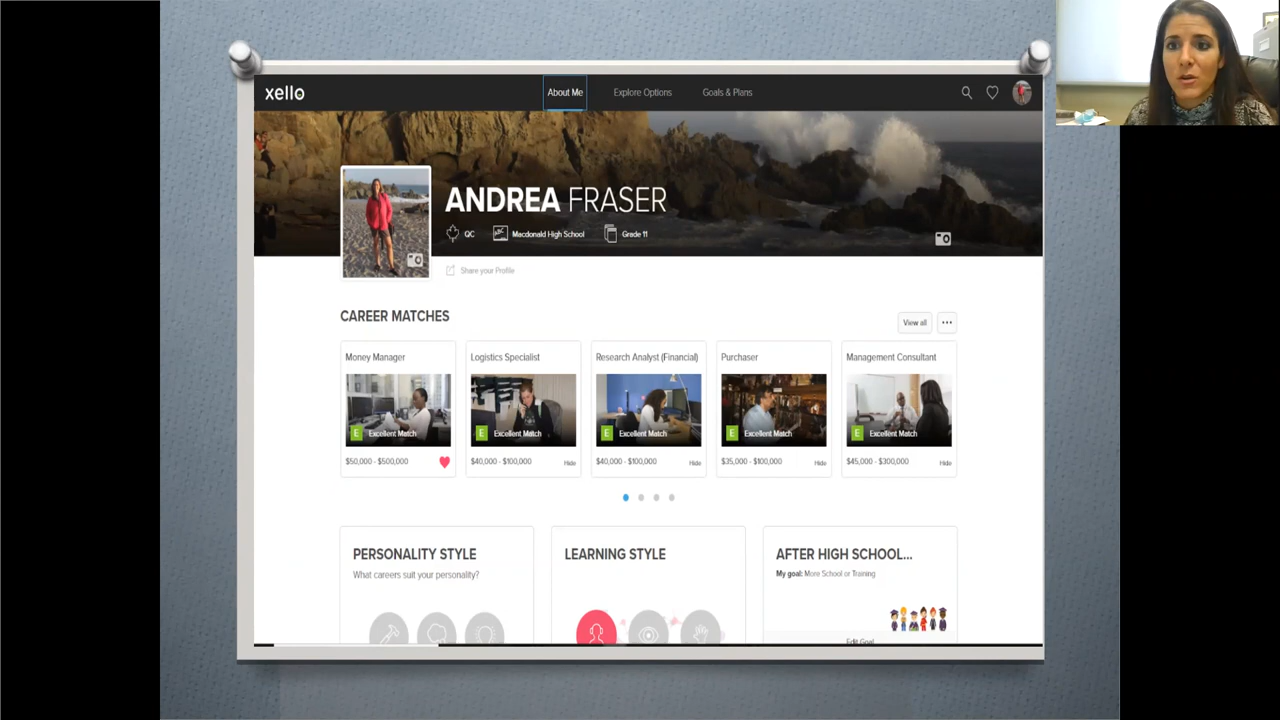 xello About Me Explore Options Goals & Plans
ANDREA FRASER
QC Macdonald High School Grade 11
Share your Profile
CAREER MATCHES View all
Money Manager Logistics Specialist Research Analyst (Financial) Purchaser Management Consultant
E Excellent Match E Excellent Match E Excellent Match E Excellent Match E Excellent Match
$50,000 - $500,000 $40,000 - $100,000 Hide $40,000 - $100,000 Hide $35,000 - $100,000 Hide $45,000 - $300,000 Hide
PERSONALITY STYLE LEARNING STYLE AFTER HIGH SCHOOL...
What careers suit your personality? My goal: More School or Training
Edit Goal